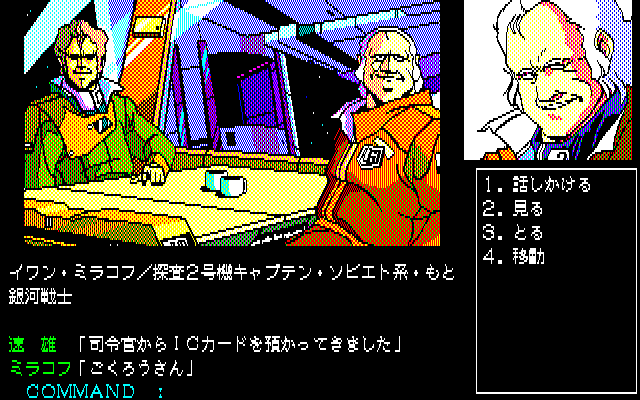 イワン・ミラコフ／探査２号機キャプテン・ソビエト系・もと
銀河戦士
速　雄　「司令官からＩＣカードを預かってきました」
ミラコフ「ごくろうさん」
COMMAND　：
1. 話しかける
2. 見る
3. とる
4. 移動